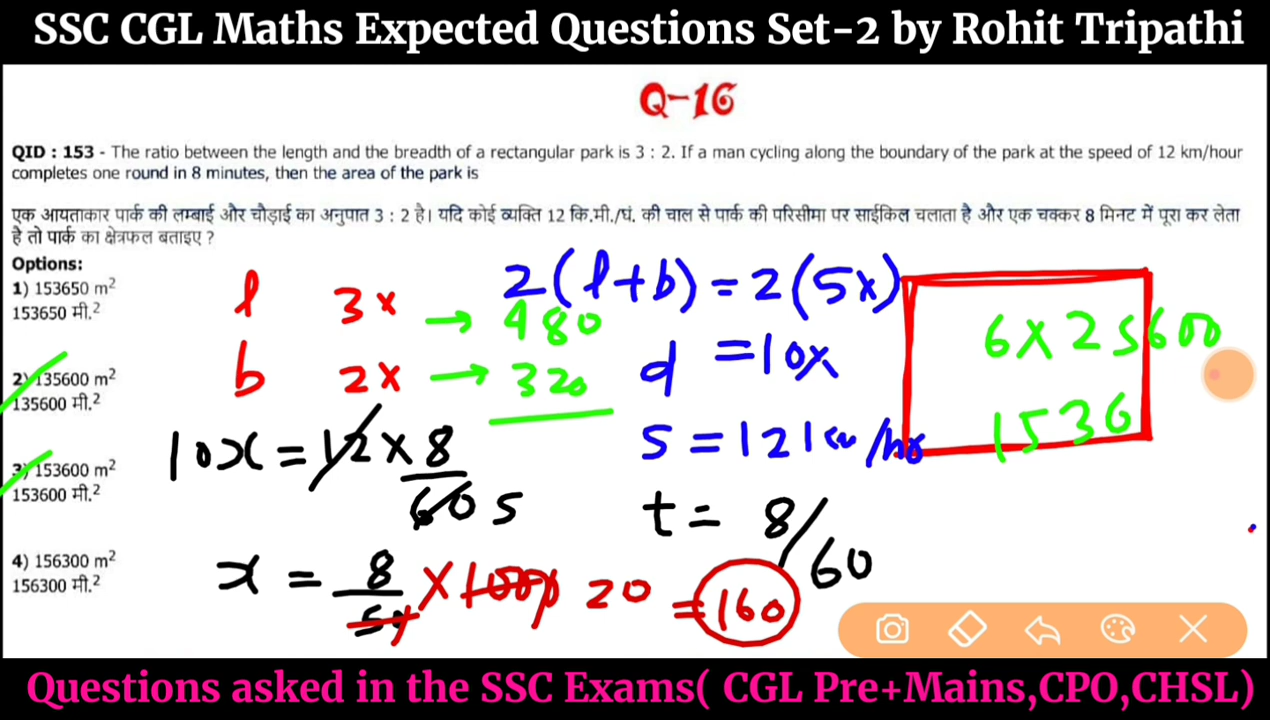 SSC CGL Maths Expected Questions Set-2 by Rohit Tripathi
Q-16
QID : 153 - The ratio between the length and the breadth of a rectangular park is 3 : 2. If a man cycling along the boundary of the park at the speed of 12 km/hour
completes one round in 8 minutes, then the area of the park is
एक आयताकार पार्क की लम्बाई और चौड़ाई का अनुपात 3 : 2 है। यदि कोई व्यक्ति 12 कि.मी./घं. की चाल से पार्क की परिसीमा पर साईकिल चलाता है और एक चक्कर 8 मिनट में पूरा कर लेता
है तो पार्क का क्षेत्रफल बताइए ?
Options:
1) 153650 m²
153650 मी.²
2) 135600 m²
135600 मी.²
3) 153600 m²
153600 मी.²
4) 156300 m²
156300 मी.²
l 3x → 480
b 2x → 320
2(l+b) = 2(5x)
d = 10x
s = 12 km/hr
t = 8/60
10x = 12 × 8/60 5
x = 8/50 × 1000 20 = 160
6 × 25600
1536
Questions asked in the SSC Exams( CGL Pre+Mains,CPO,CHSL)